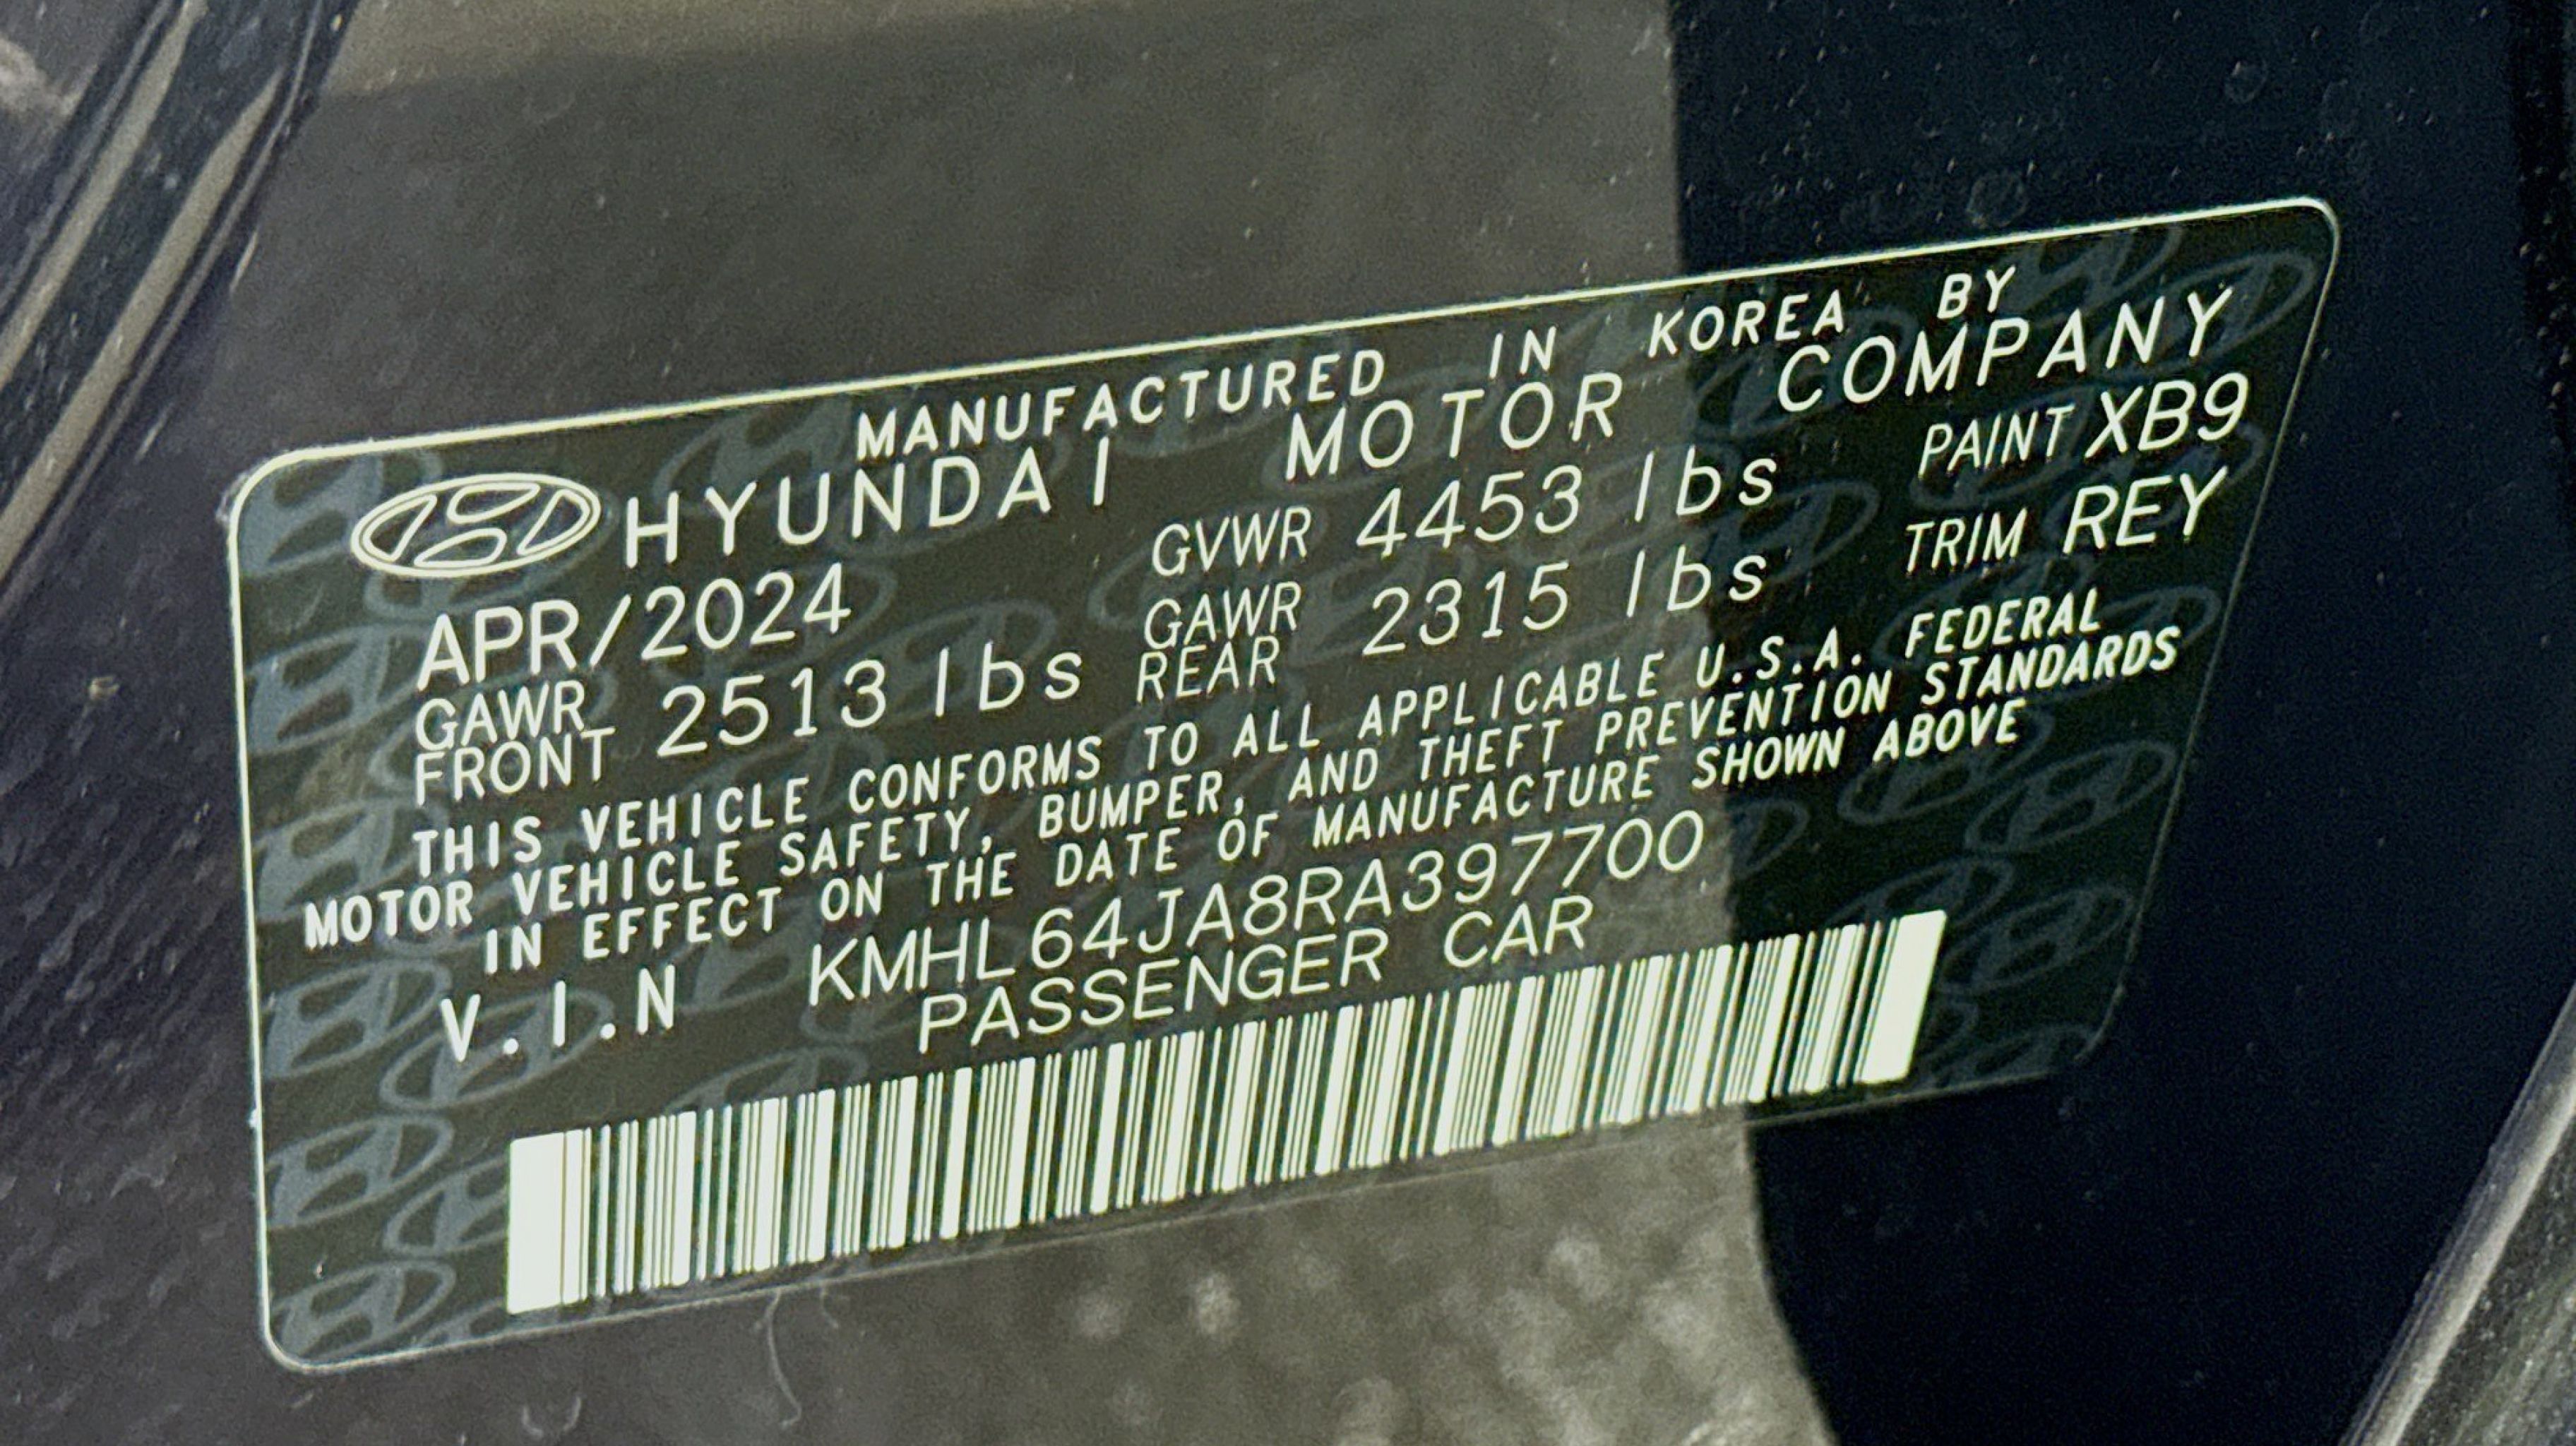 MANUFACTURED IN KOREA BY
HYUNDAI MOTOR COMPANY
APR/2024 GVWR 4453 lbs PAINT XB9
GAWR FRONT 2513 lbs GAWR REAR 2315 lbs TRIM REY
THIS VEHICLE CONFORMS TO ALL APPLICABLE U.S.A. FEDERAL
MOTOR VEHICLE SAFETY, BUMPER, AND THEFT PREVENTION STANDARDS
IN EFFECT ON THE DATE OF MANUFACTURE SHOWN ABOVE
V.I.N KMHL64JA8RA397700
PASSENGER CAR